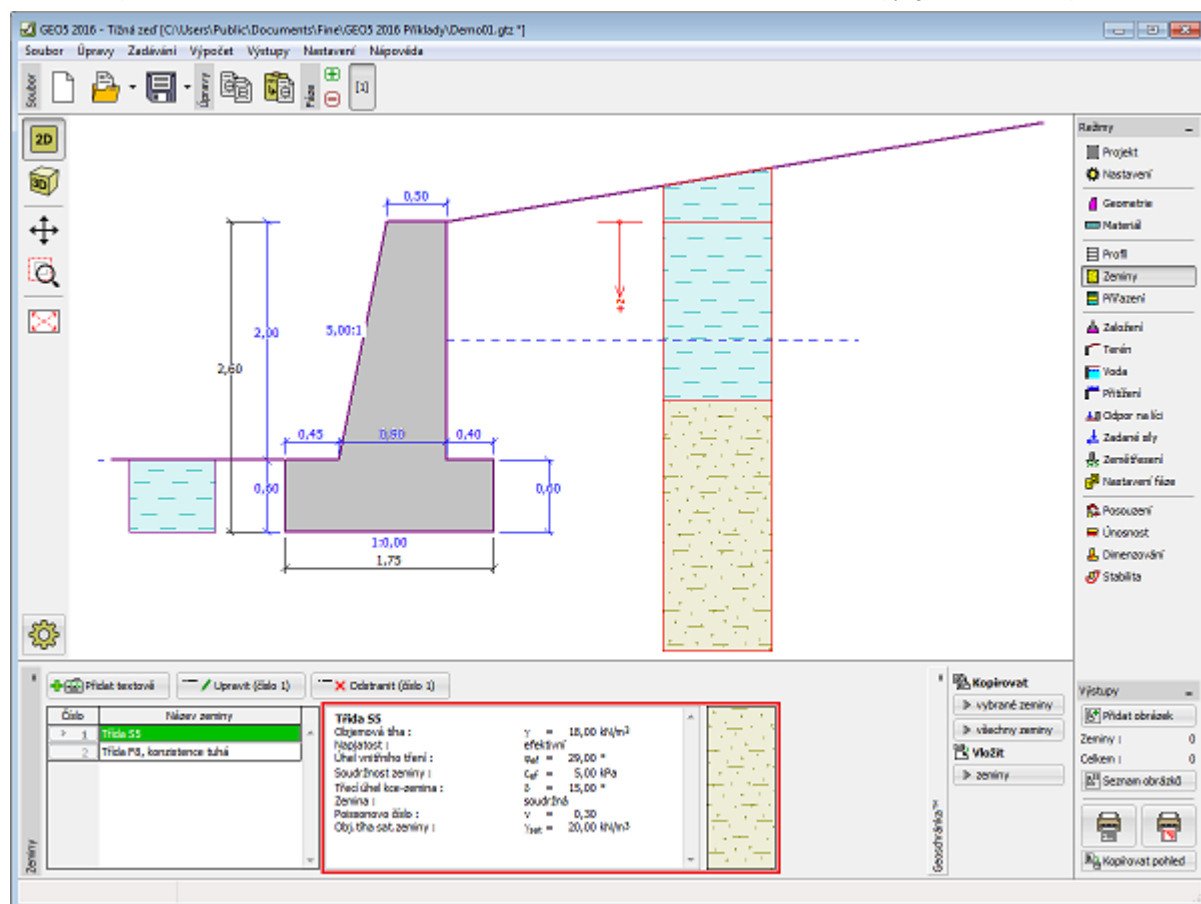 GEO5 2016 - Tížná zeď [C:\Users\Public\Documents\Fine\GEO5 2016 Příklady\Demo01.gtz *]
Soubor Úpravy Zadávání Výpočet Výstupy Nastavení Nápověda
Soubor
Úpravy
Fáze
[1]
2D
3D
0,50
2,00
5,00:1
2,60
0,45
0,90
0,40
0,60
0,60
1:0,00
1,75
+z
Režimy
Projekt
Nastavení
Geometrie
Materiál
Profil
Zeminy
Přiřazení
Založení
Terén
Voda
Přitížení
Odpor na líci
Zadané síly
Zemětřesení
Nastavení fáze
Posouzení
Únosnost
Dimenzování
Stabilita
Přidat textově
Upravit (číslo 1)
Odstranit (číslo 1)
Číslo Název zeminy
1 Třída S5
2 Třída F8, konzistence tuhá
Zeminy
Třída S5
Objemová tíha : γ = 18,00 kN/m³
Napjatost : efektivní
Úhel vnitřního tření : φef = 29,00 °
Soudržnost zeminy : cef = 5,00 kPa
Třecí úhel kce-zemina : δ = 15,00 °
Zemina : soudržná
Poissonovo číslo : ν = 0,30
Obj.tíha sat.zeminy : γsat = 20,00 kN/m³
Geoschránka™
Kopírovat
vybrané zeminy
všechny zeminy
Vložit
zeminy
Výstupy
Přidat obrázek
Zeminy : 0
Celkem : 0
Seznam obrázků
Kopírovat pohled